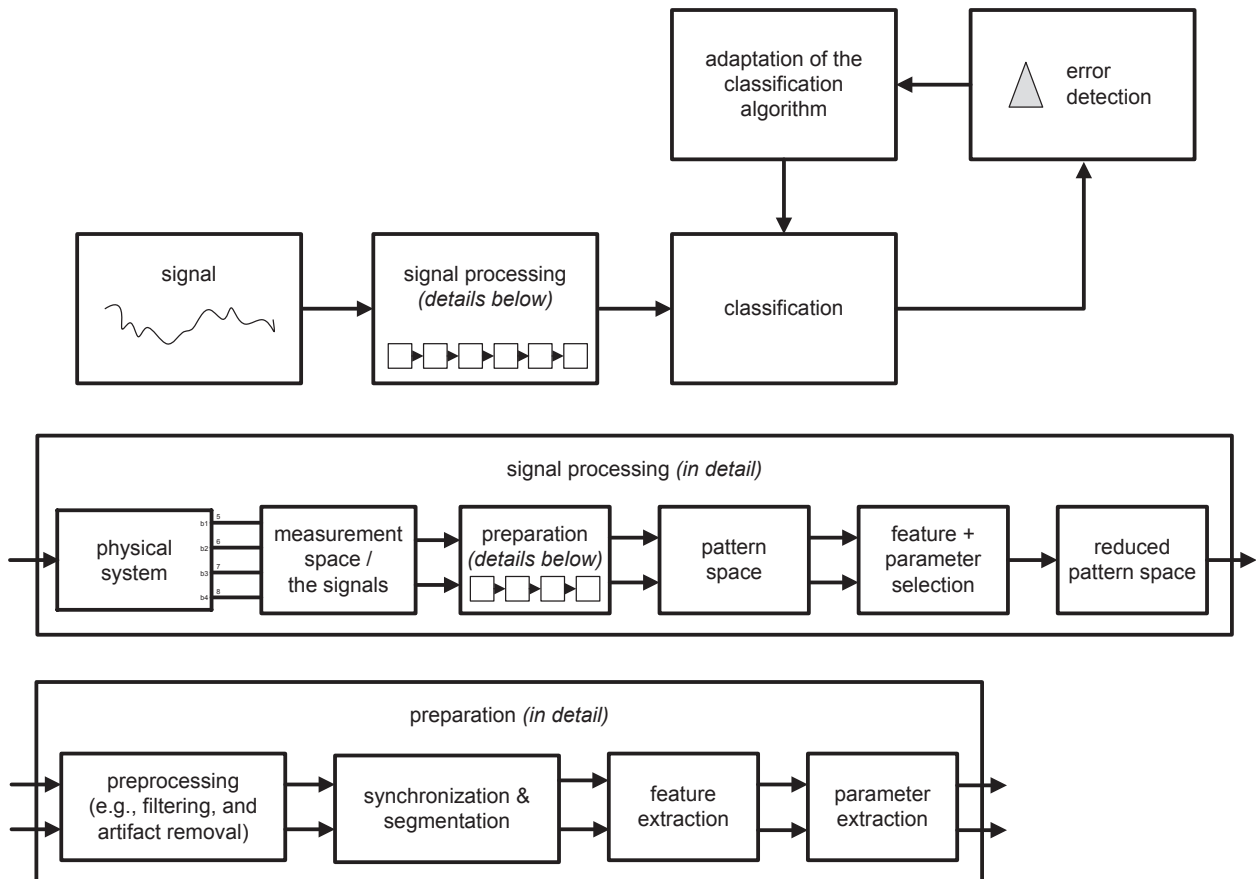 adaptation of the
classification
algorithm
error
detection
signal
signal processing
(details below)
classification
signal processing (in detail)
physical
system
b1
5
b2
6
b3
7
b4
8
measurement
space /
the signals
preparation
(details below)
pattern
space
feature +
parameter
selection
reduced
pattern space
preparation (in detail)
preprocessing
(e.g., filtering, and
artifact removal)
synchronization &
segmentation
feature
extraction
parameter
extraction